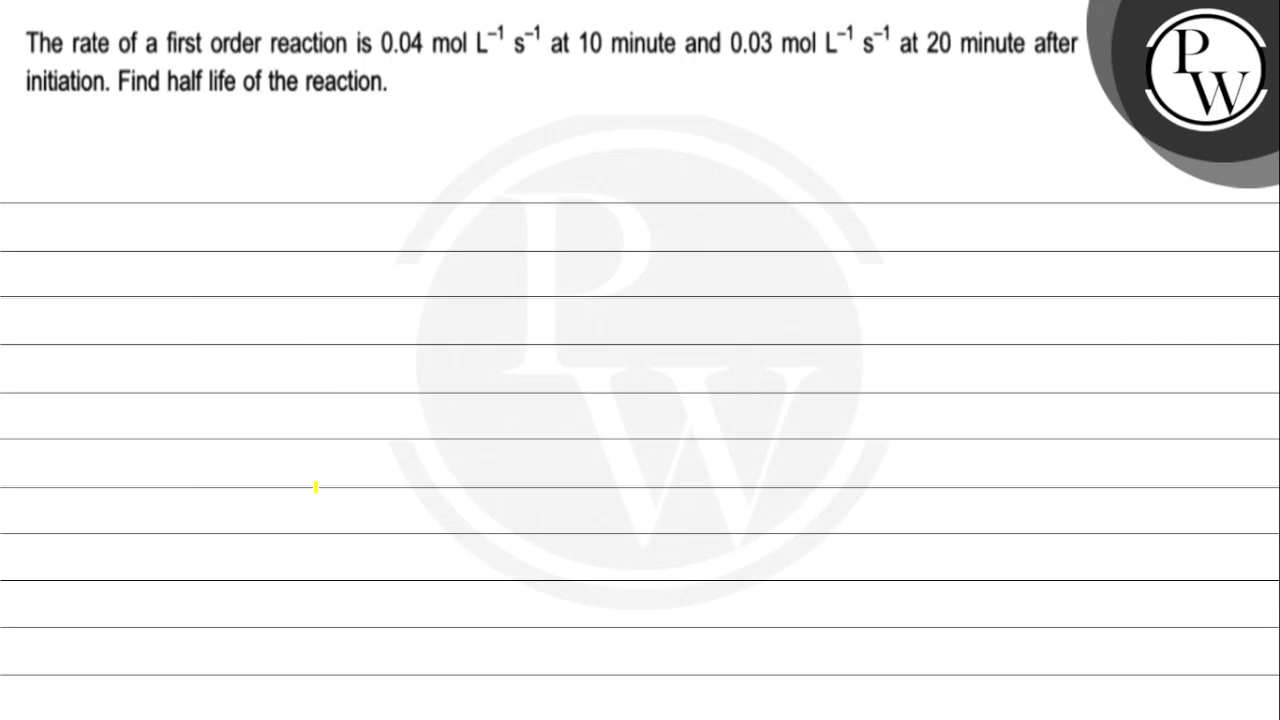 The rate of a first order reaction is 0.04 mol L⁻¹ s⁻¹ at 10 minute and 0.03 mol L⁻¹ s⁻¹ at 20 minute after
initiation. Find half life of the reaction.
PW
PW